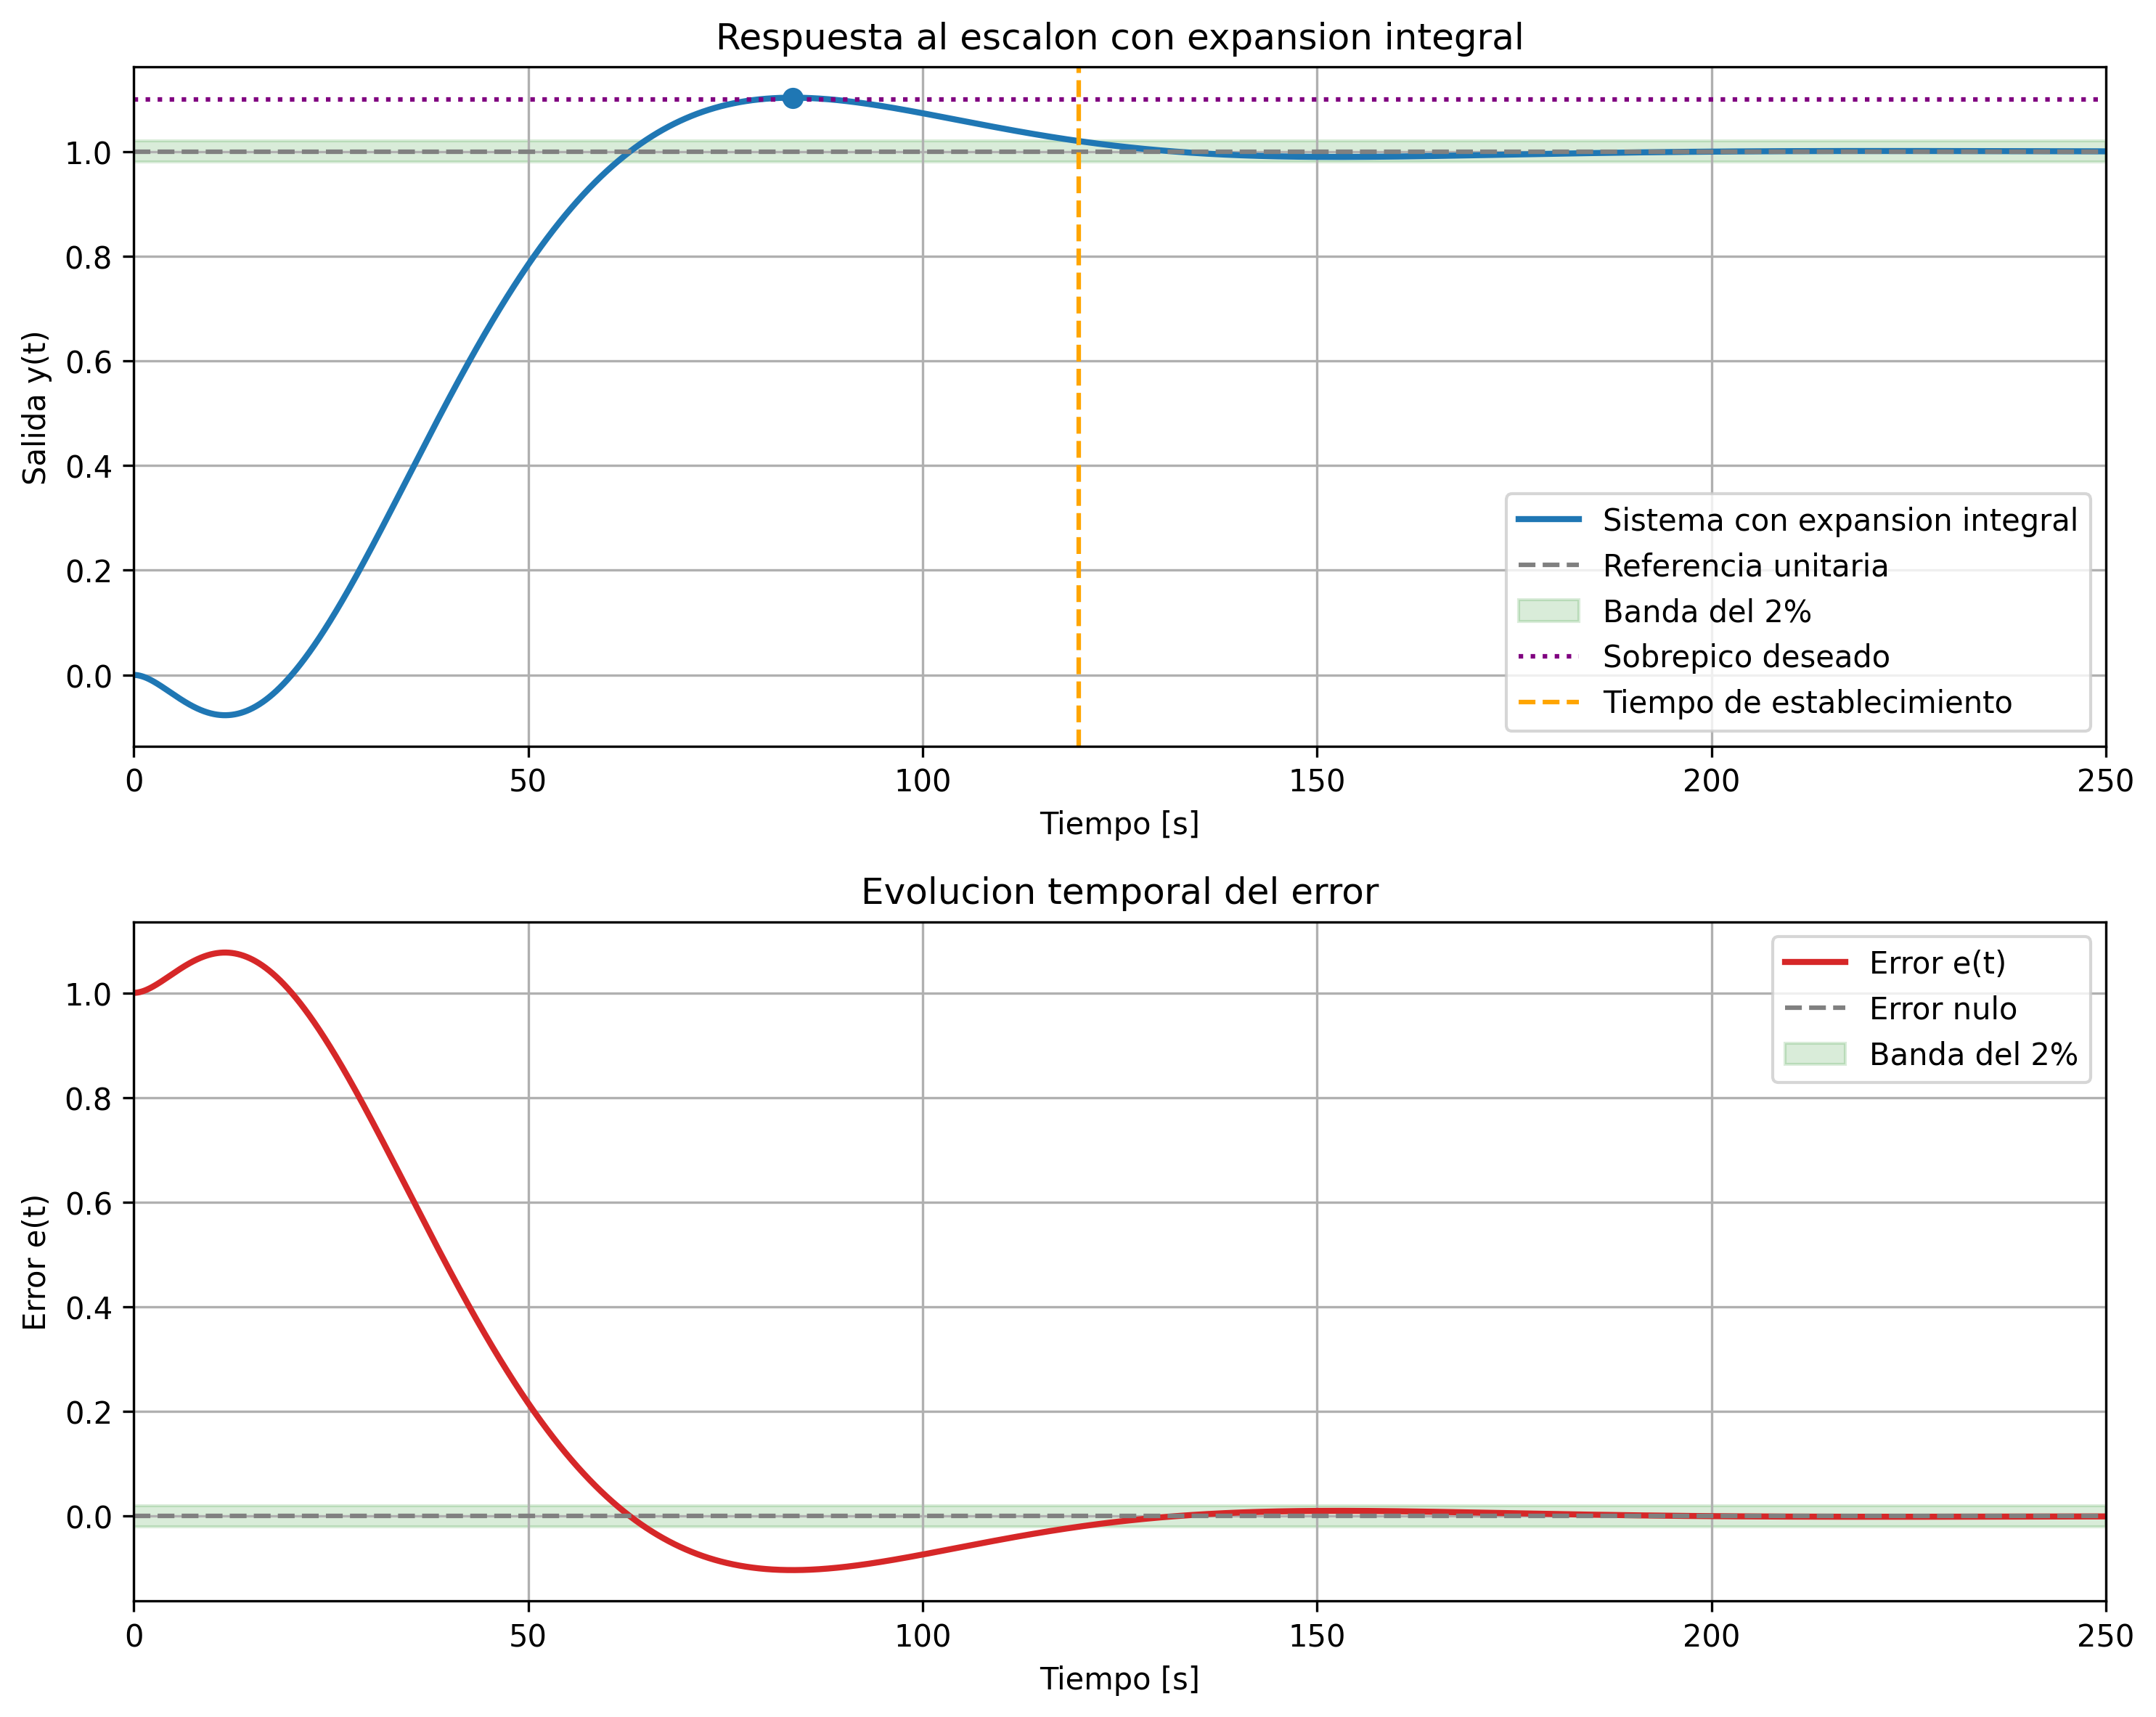 Respuesta al escalon con expansion integral
Salida y(t)
1.0
0.8
0.6
0.4
0.2
0.0
Sistema con expansion integral
Referencia unitaria
Banda del 2%
Sobrepico deseado
Tiempo de establecimiento
0 50 100 150 200 250
Tiempo [s]
Evolucion temporal del error
Error e(t)
1.0
0.8
0.6
0.4
0.2
0.0
Error e(t)
Error nulo
Banda del 2%
0 50 100 150 200 250
Tiempo [s]